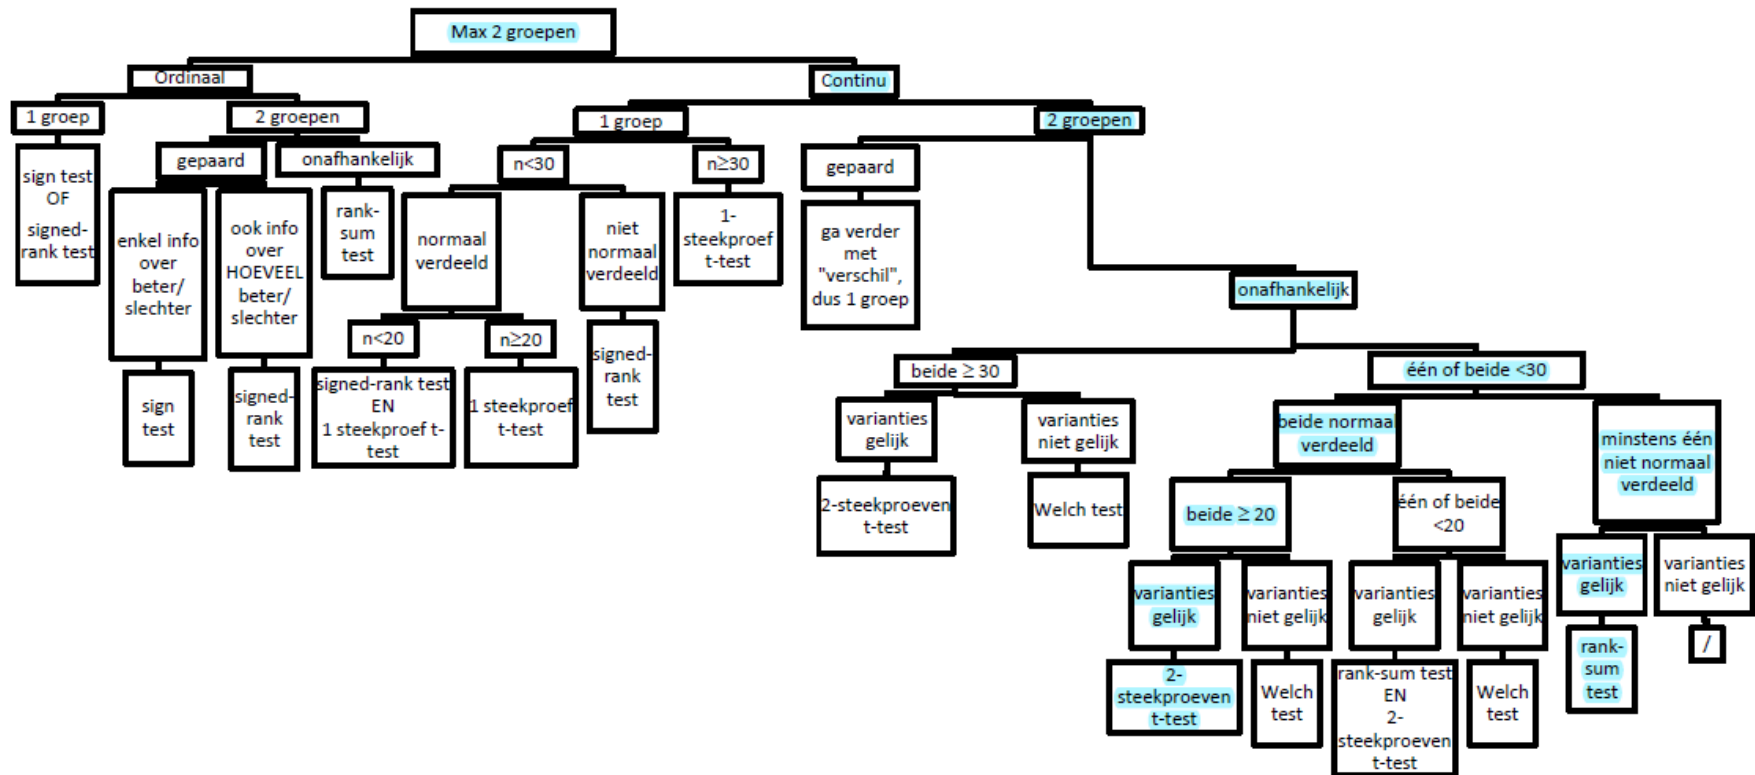 Max 2 groepen
Ordinaal
Continu
1 groep
2 groepen
1 groep
2 groepen
sign test
OF
signed-
rank test
gepaard
onafhankelijk
n<30
n≥30
gepaard
enkel info
over
beter/
slechter
ook info
over
HOEVEEL
beter/
slechter
rank-
sum
test
normaal
verdeeld
niet
normaal
verdeeld
1-
steekproef
t-test
ga verder
met
"verschil",
dus 1 groep
onafhankelijk
n<20
n≥20
signed-
rank
test
sign
test
signed-
rank
test
signed-rank test
EN
1 steekproef t-
test
1 steekproef
t-test
beide ≥ 30
één of beide <30
varianties
gelijk
varianties
niet gelijk
beide normaal
verdeeld
minstens één
niet normaal
verdeeld
2-steekproeven
t-test
Welch test
beide ≥ 20
één of beide
<20
varianties
gelijk
varianties
niet gelijk
varianties
gelijk
varianties
niet gelijk
varianties
gelijk
varianties
niet gelijk
2-
steekproeven
t-test
Welch
test
rank-sum test
EN
2-
steekproeven
t-test
Welch
test
rank-
sum
test
/